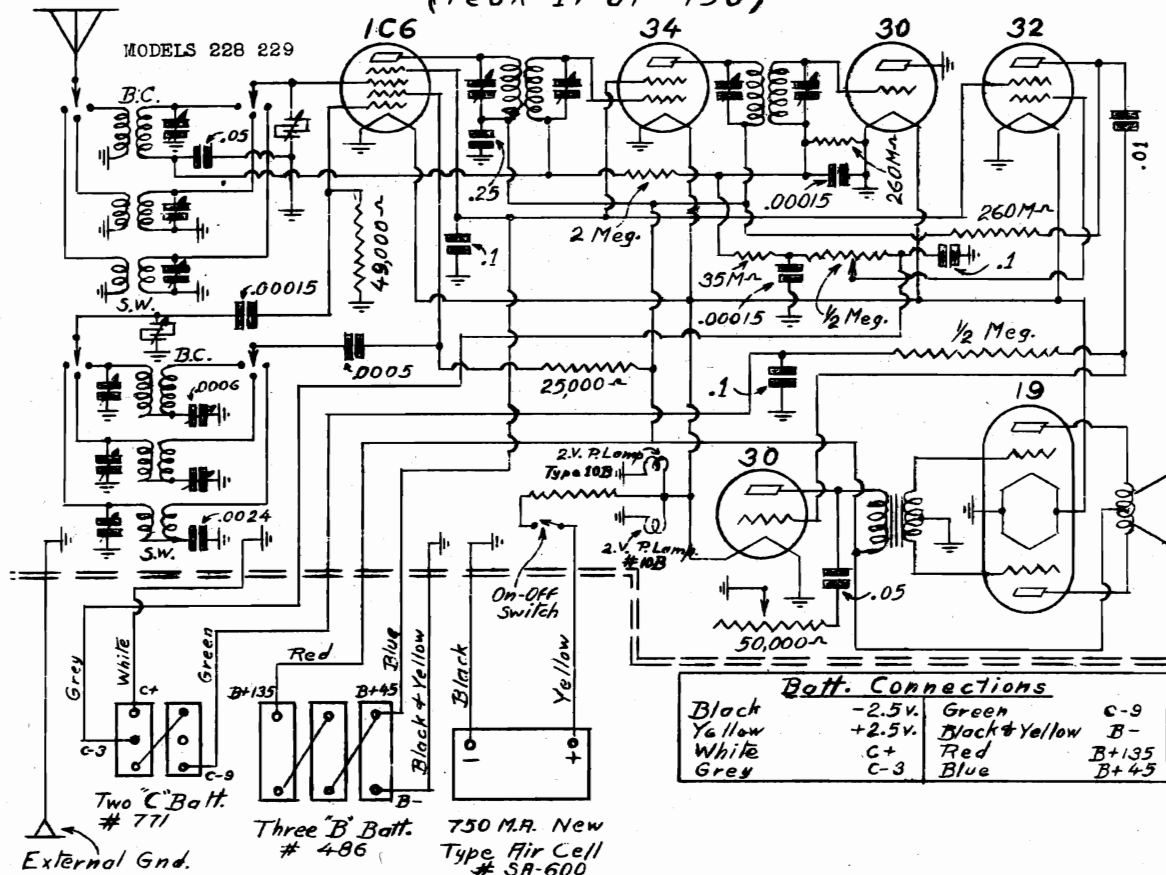 MODELS 228 229
1C6
34
30
32
B.C.
.05
.25
.00015
260MΩ
.01
2 Meg.
260MΩ
49,000Ω
.1
35MΩ
.1
S.W.
.00015
.00015
1/2 Meg.
B.C.
.0006
.0005
25,000Ω
.1
1/2 Meg.
19
2.V. P. Lamp
Type 10B
30
.0024
S.W.
2.V. P. Lamp
#10B
On-Off
Switch
.05
50,000Ω
Grey
White
Green
Red
Blue
Black & Yellow
Black
Yellow
C+
C-3
C-9
B+135
B+45
B-
-
+
Two "C" Batt.
# 771
Three "B" Batt.
# 486
750 M.A. New
Type Air Cell
# SA-600
External Gnd.
Batt. Connections
Black -2.5v. Green C-9
Yellow +2.5v. Black & Yellow B-
White C+ Red B+135
Grey C-3 Blue B+45